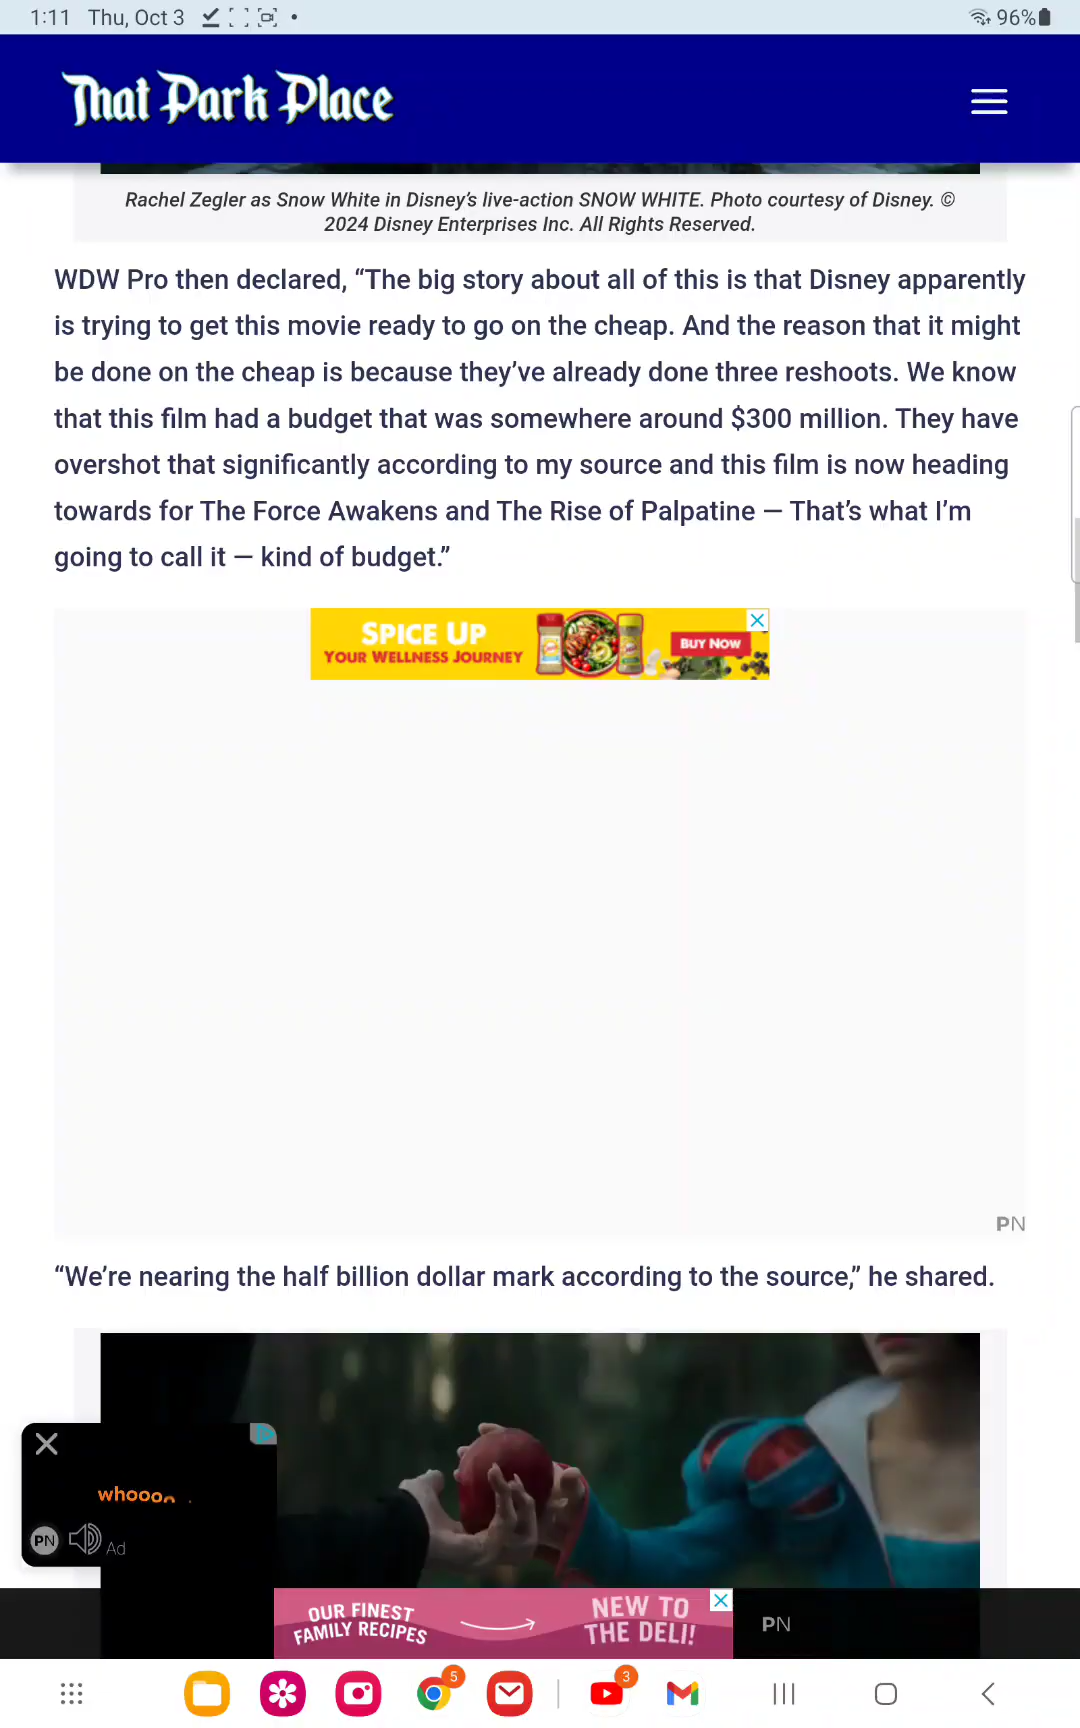 1:11 Thu, Oct 3
96%
That Park Place
Rachel Zegler as Snow White in Disney’s live-action SNOW WHITE. Photo courtesy of Disney. ©
2024 Disney Enterprises Inc. All Rights Reserved.
WDW Pro then declared, “The big story about all of this is that Disney apparently
is trying to get this movie ready to go on the cheap. And the reason that it might
be done on the cheap is because they’ve already done three reshoots. We know
that this film had a budget that was somewhere around $300 million. They have
overshot that significantly according to my source and this film is now heading
towards for The Force Awakens and The Rise of Palpatine — That’s what I’m
going to call it — kind of budget.”
SPICE UP
YOUR WELLNESS JOURNEY
BUY NOW
PN
“We’re nearing the half billion dollar mark according to the source,” he shared.
whooon
PN
Ad
OUR FINEST
FAMILY RECIPES
NEW TO
THE DELI!
PN
5
3